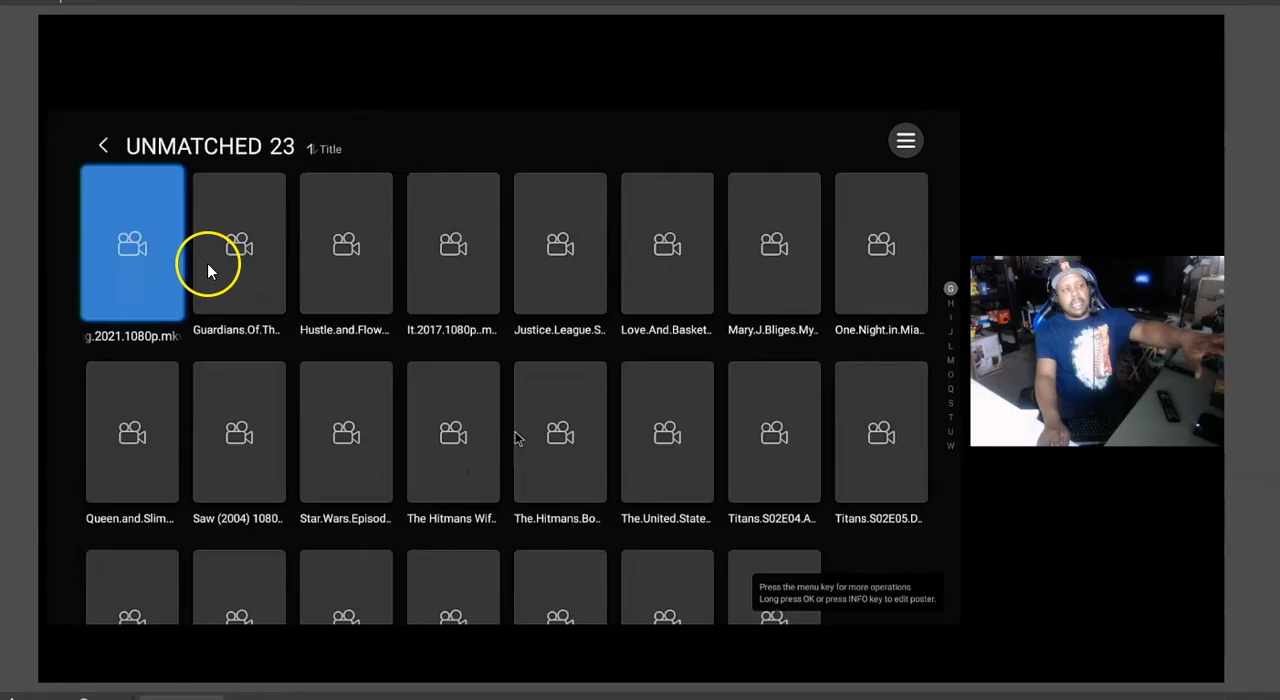 UNMATCHED 23 Title
g.2021.1080p.mkv
Guardians.Of.Th..
Hustle.and.Flow...
It.2017.1080p..m..
Justice.League.S..
Love.And.Basket..
Mary.J.Bliges.My..
One.Night.in.Mia..
G
H
I
J
L
M
O
Q
S
T
U
W
Queen.and.Slim...
Saw (2004) 1080..
Star.Wars.Episod..
The Hitmans Wif..
The.Hitmans.Bo..
The.United.State..
Titans.S02E04.A..
Titans.S02E05.D..
Press the menu key for more operations
Long press OK or press INFO key to edit poster.